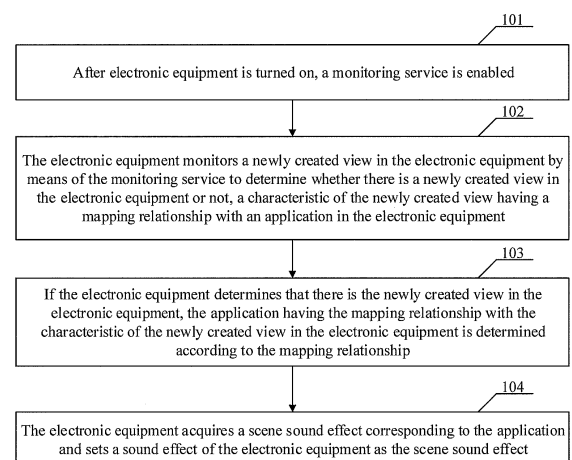 101
After electronic equipment is turned on, a monitoring service is enabled
102
The electronic equipment monitors a newly created view in the electronic equipment by
means of the monitoring service to determine whether there is a newly created view in
the electronic equipment or not, a characteristic of the newly created view having a
mapping relationship with an application in the electronic equipment
103
If the electronic equipment determines that there is the newly created view in the
electronic equipment, the application having the mapping relationship with the
characteristic of the newly created view in the electronic equipment is determined
according to the mapping relationship
104
The electronic equipment acquires a scene sound effect corresponding to the application
and sets a sound effect of the electronic equipment as the scene sound effect